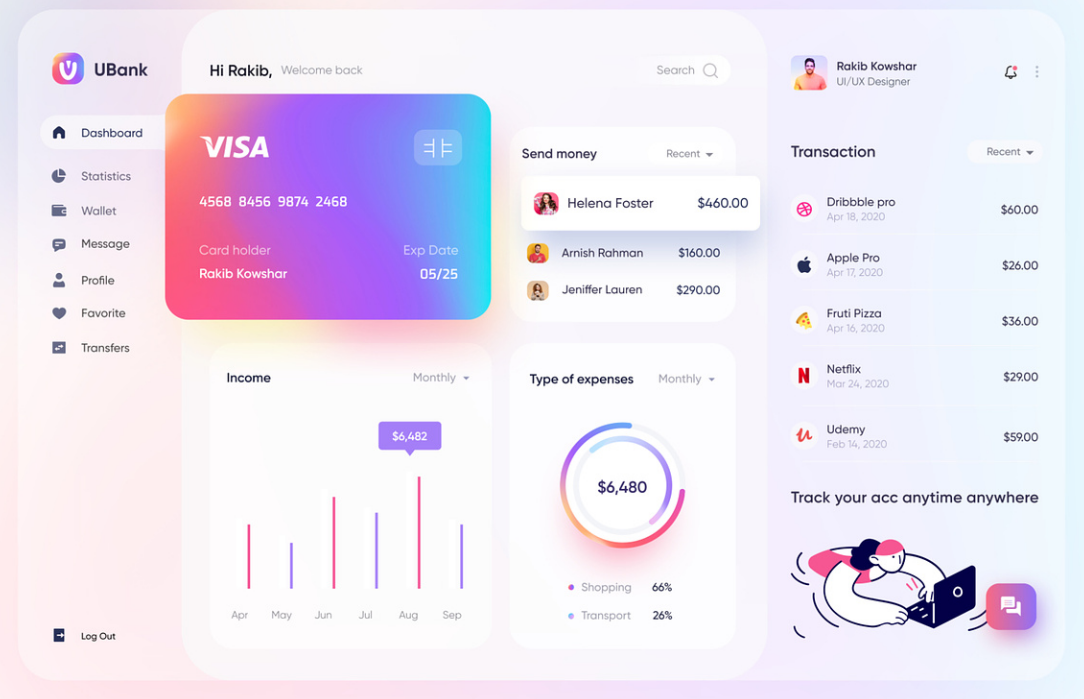 UBank
Dashboard
Statistics
Wallet
Message
Profile
Favorite
Transfers
Log Out
Hi Rakib, Welcome back
Search
VISA
4568 8456 9874 2468
Card holder Exp Date
Rakib Kowshar 05/25
Send money Recent
Helena Foster $460.00
Arnish Rahman $160.00
Jeniffer Lauren $290.00
Income Monthly
$6,482
Apr May Jun Jul Aug Sep
Type of expenses Monthly
$6,480
Shopping 66%
Transport 26%
Rakib Kowshar
UI/UX Designer
Transaction Recent
Dribbble pro
Apr 18, 2020
$60.00
Apple Pro
Apr 17, 2020
$26.00
Fruti Pizza
Apr 16, 2020
$36.00
Netflix
Mar 24, 2020
$29.00
Udemy
Feb 14, 2020
$59.00
Track your acc anytime anywhere